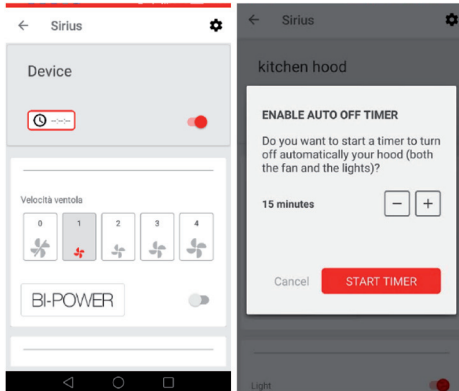 Sirius
Device
--:--
Velocità ventola
0 1 2 3 4
BI-POWER
Sirius
kitchen hood
ENABLE AUTO OFF TIMER
Do you want to start a timer to turn
off automatically your hood (both
the fan and the lights)?
15 minutes
Cancel START TIMER
Light